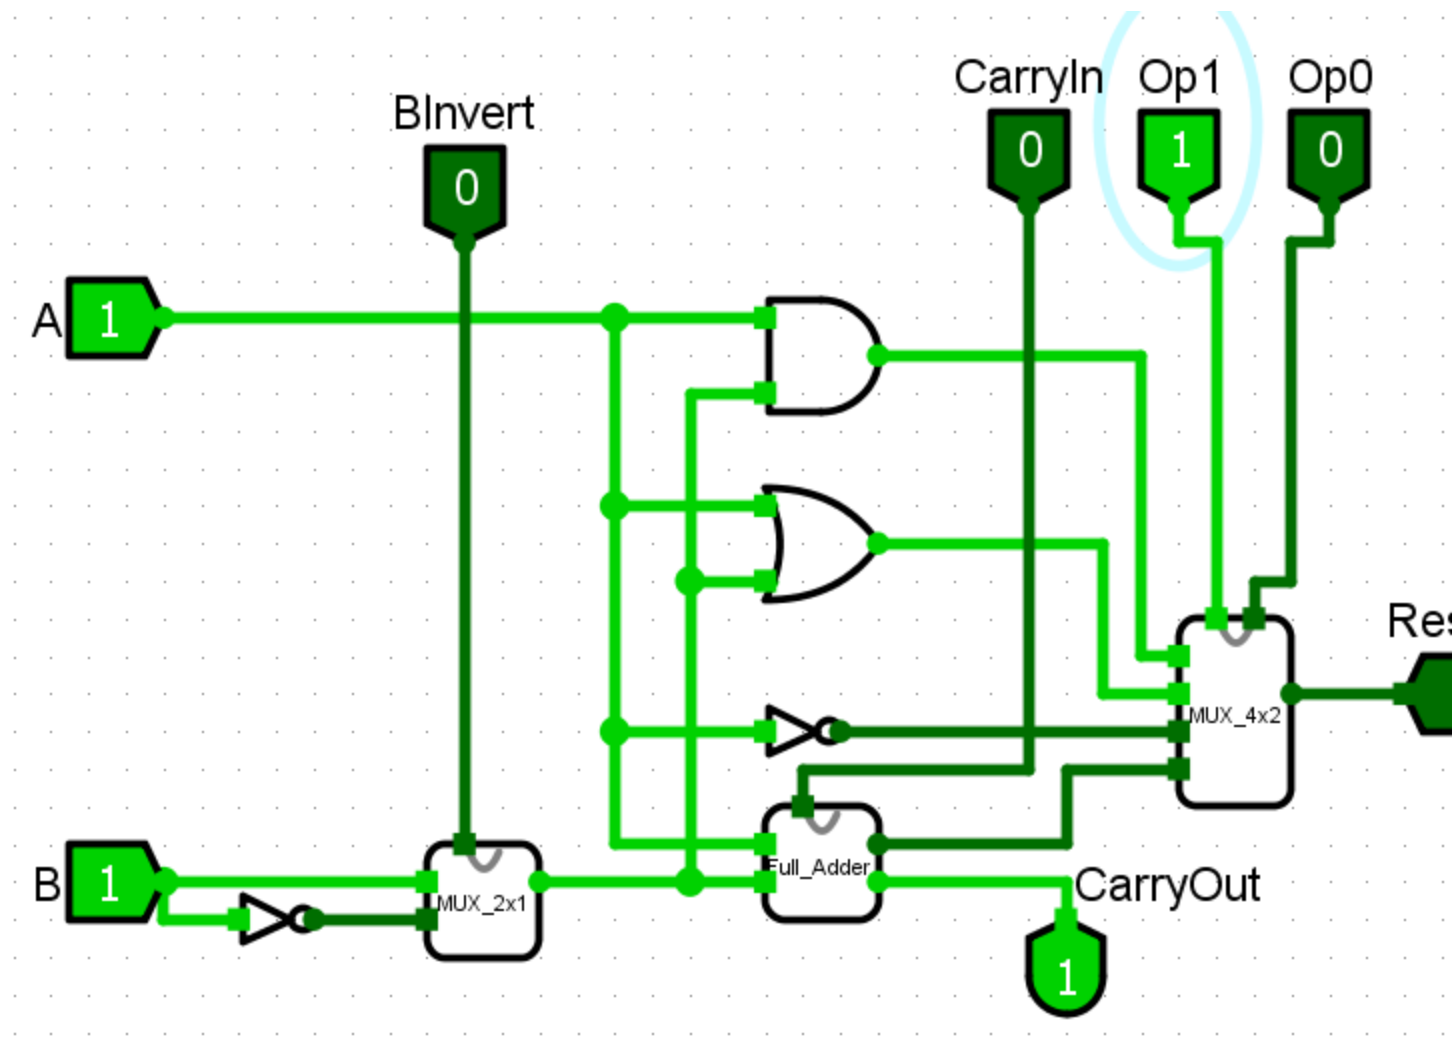 CarryIn Op1 Op0
BInvert
0 1 0
0
A 1
Res
MUX_4x2
Full_Adder
B 1
CarryOut
MUX_2x1
1